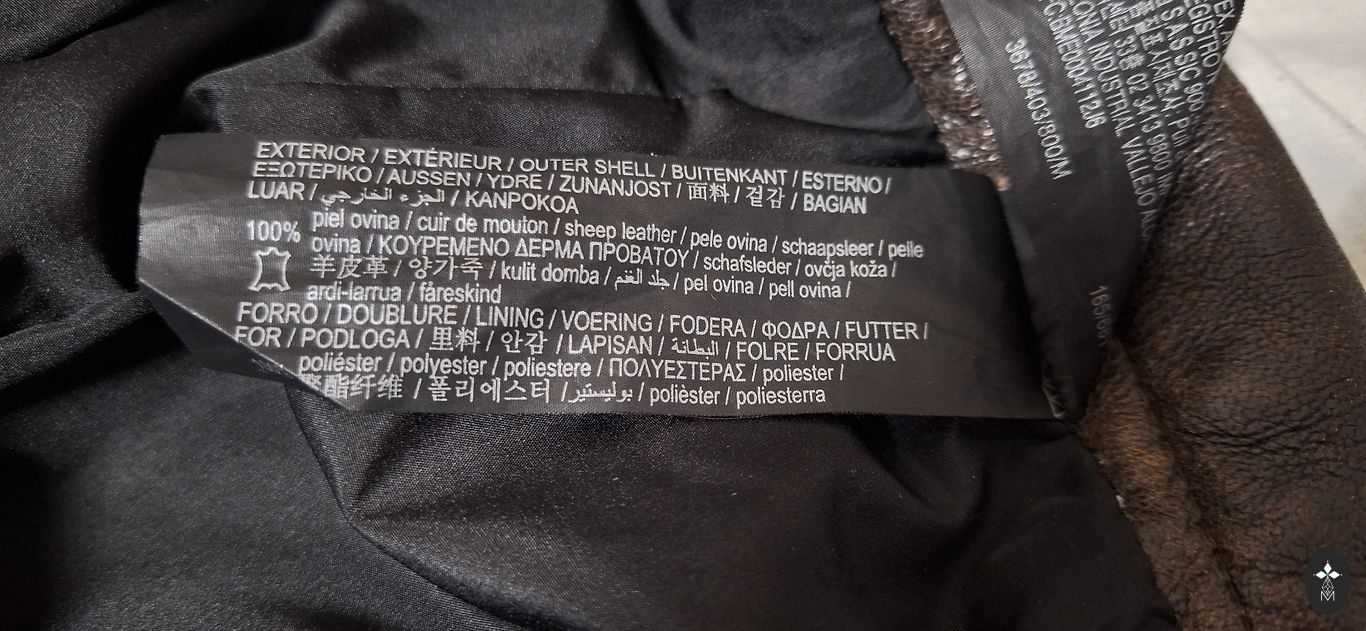 EXTERIOR / EXTÉRIEUR / OUTER SHELL / BUITENKANT / ESTERNO /
ΕΞΩΤΕΡΙΚΟ / AUSSEN / YDRE / ZUNANJOST / 面料 / 겉감 / BAGIAN
LUAR / الجزء الخارجي / KANPOKOA
100% piel ovina / cuir de mouton / sheep leather / pele ovina / schaapsleer / pelle
ovina / ΚΟΥΡΕΜΕΝΟ ΔΕΡΜΑ ΠΡΟΒΑΤΟΥ / schafsleder / ovčja koža /
羊皮革 / 양가죽 / kulit domba / جلد الغنم / pel ovina / pell ovina /
ardi-larrua / fåreskind
FORRO / DOUBLURE / LINING / VOERING / FODERA / ΦΟΔΡΑ / FUTTER /
FOR / PODLOGA / 里料 / 안감 / LAPISAN / البطانة / FOLRE / FORRUA
poliéster / polyester / poliestere / ΠΟΛΥΕΣΤΕΡΑΣ / poliester /
聚酯纤维 / 폴리에스터 / بوليستير / polièster / poliesterra
3678/403/800/M
M